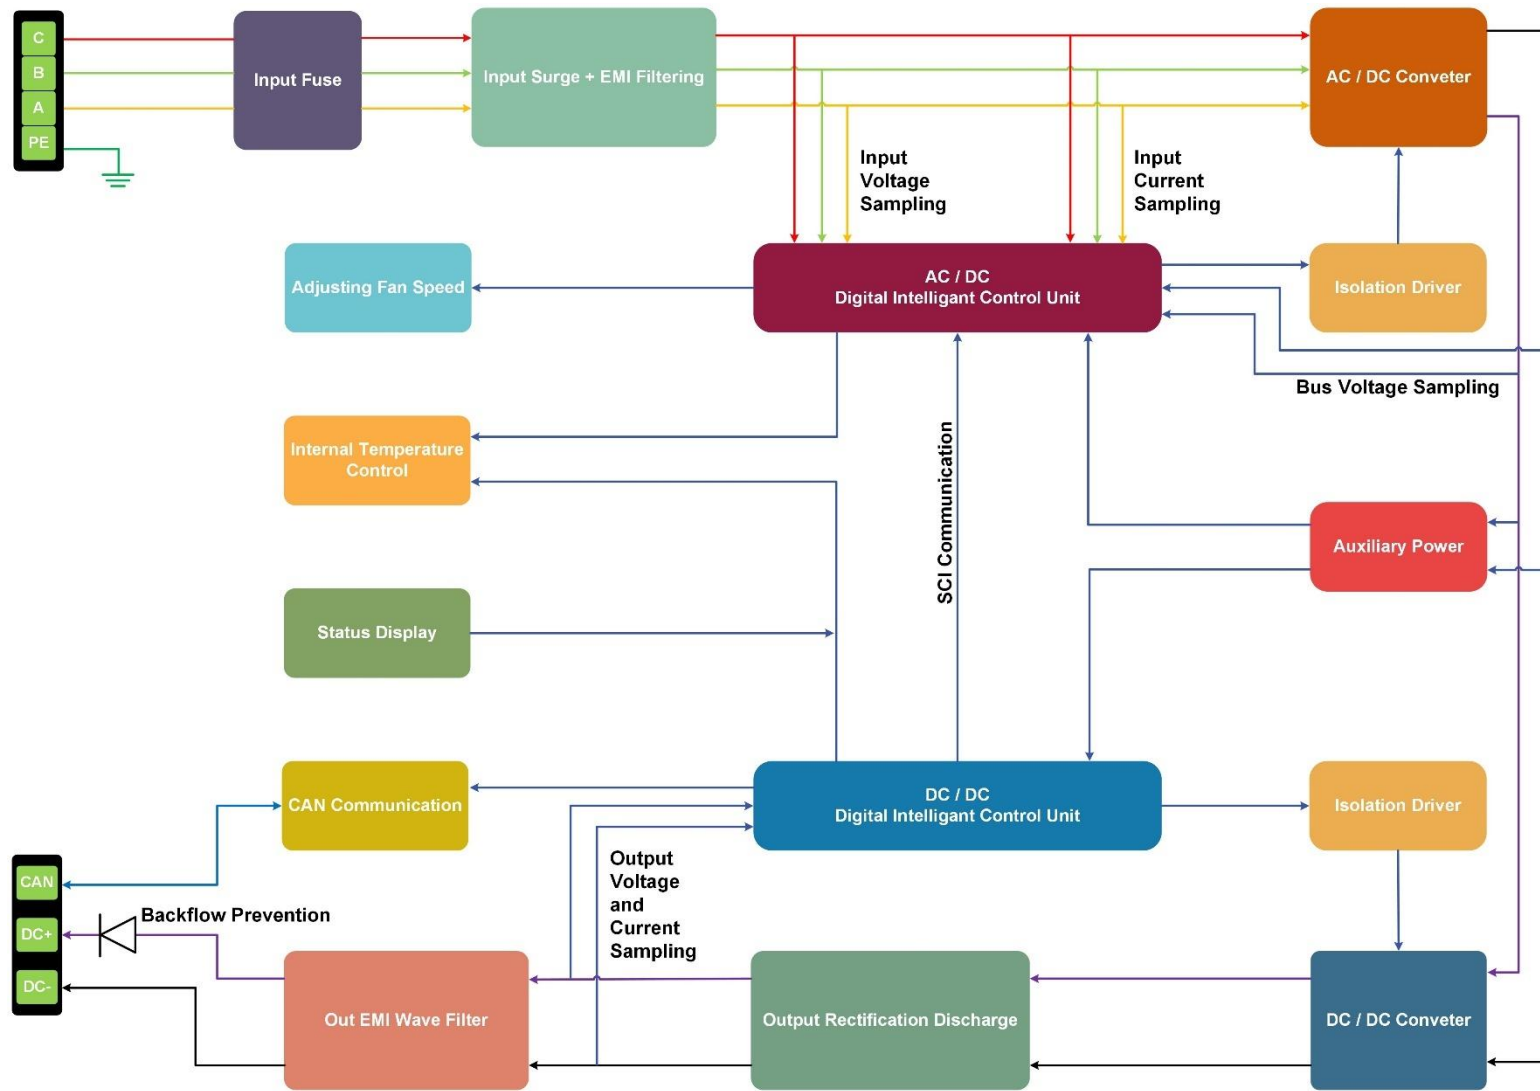 C
B
A
PE
Input Fuse
Input Surge + EMI Filtering
AC / DC Conveter
Input
Voltage
Sampling
Input
Current
Sampling
Adjusting Fan Speed
AC / DC
Digital Intelligant Control Unit
Isolation Driver
Bus Voltage Sampling
Internal Temperature
Control
SCI Communication
Auxiliary Power
Status Display
CAN Communication
DC / DC
Digital Intelligant Control Unit
Isolation Driver
Output
Voltage
and
Current
Sampling
CAN
DC+
DC-
Backflow Prevention
Out EMI Wave Filter
Output Rectification Discharge
DC / DC Conveter